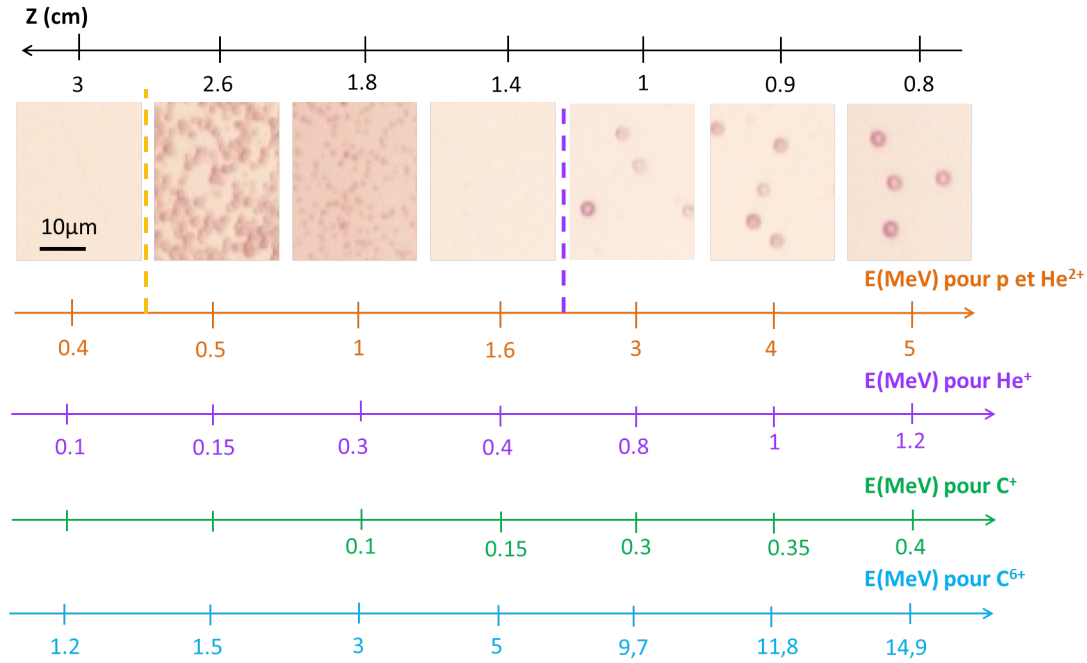 Z (cm)
3 2.6 1.8 1.4 1 0.9 0.8
10µm
E(MeV) pour p et He²⁺
0.4 0.5 1 1.6 3 4 5
E(MeV) pour He⁺
0.1 0.15 0.3 0.4 0.8 1 1.2
E(MeV) pour C⁺
0.1 0.15 0.3 0.35 0.4
E(MeV) pour C⁶⁺
1.2 1.5 3 5 9,7 11,8 14,9